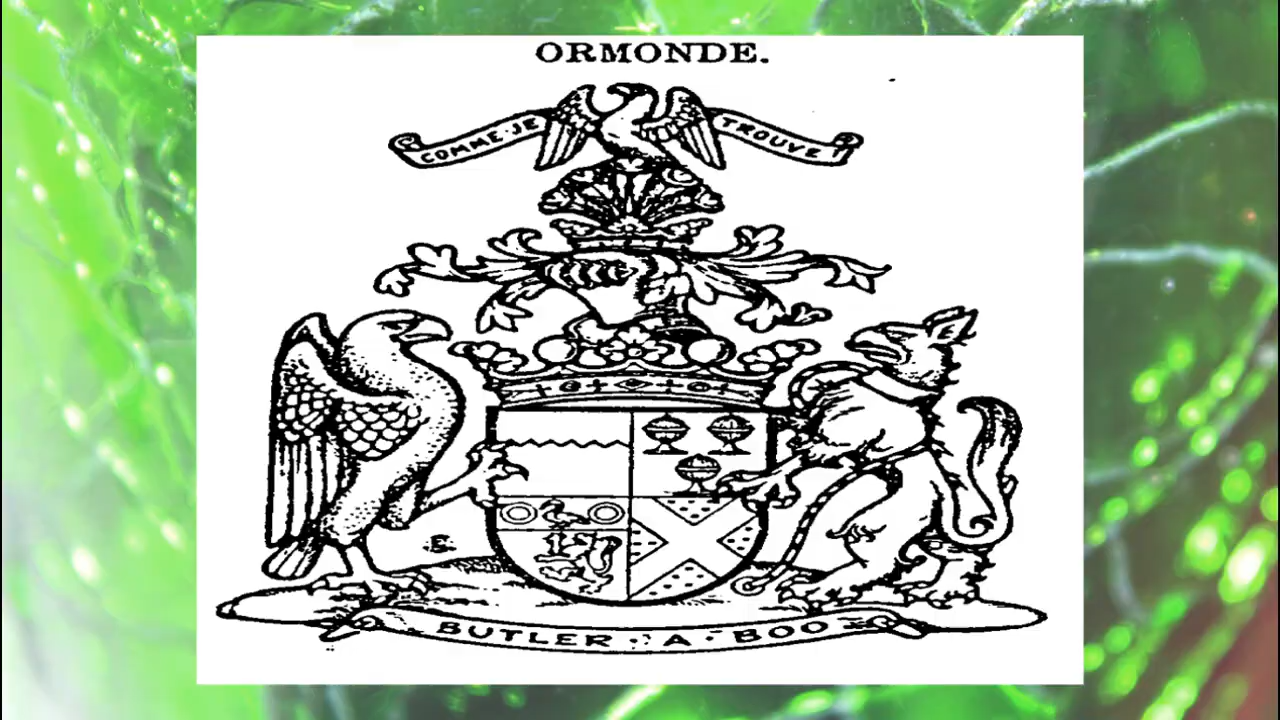 ORMONDE.
COMME·JE TROUVE
BUTLER · A · BOO